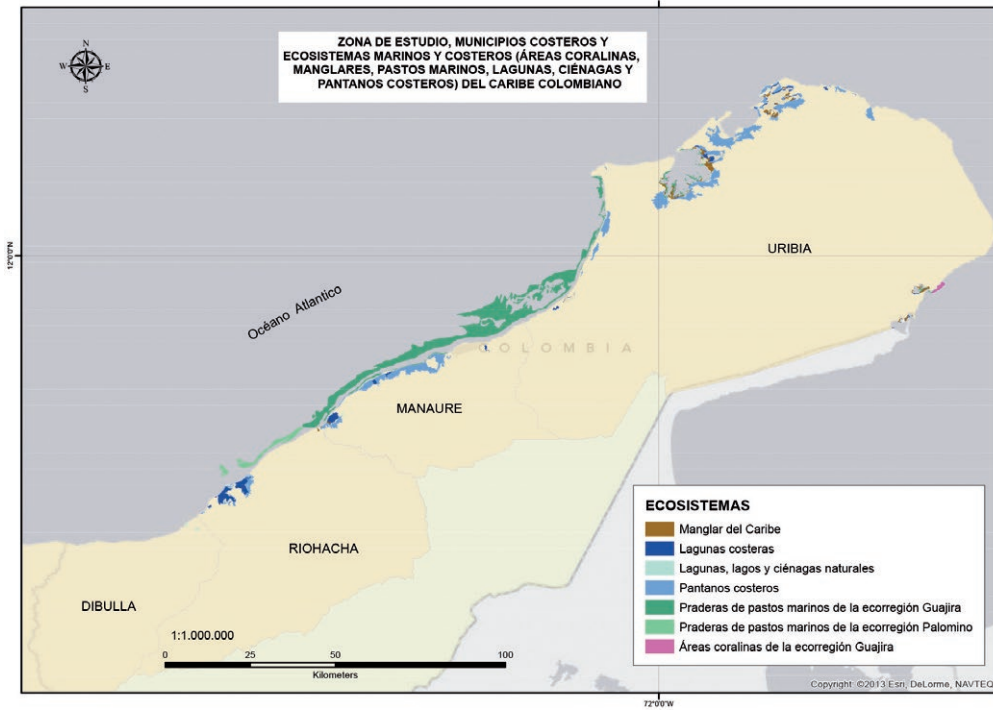 ZONA DE ESTUDIO, MUNICIPIOS COSTEROS Y
ECOSISTEMAS MARINOS Y COSTEROS (ÁREAS CORALINAS,
MANGLARES, PASTOS MARINOS, LAGUNAS, CIÉNAGAS Y
PANTANOS COSTEROS) DEL CARIBE COLOMBIANO
N
W E
S
12°0'0"N
URIBIA
Océano Atlantico
COLOMBIA
MANAURE
RIOHACHA
DIBULLA
ECOSISTEMAS
Manglar del Caribe
Lagunas costeras
Lagunas, lagos y ciénagas naturales
Pantanos costeros
Praderas de pastos marinos de la ecorregión Guajira
Praderas de pastos marinos de la ecorregión Palomino
Áreas coralinas de la ecorregión Guajira
1:1.000.000
0 25 50 100
Kilometers
Copyright: ©2013 Esri, DeLorme, NAVTEQ
72°0'0"W